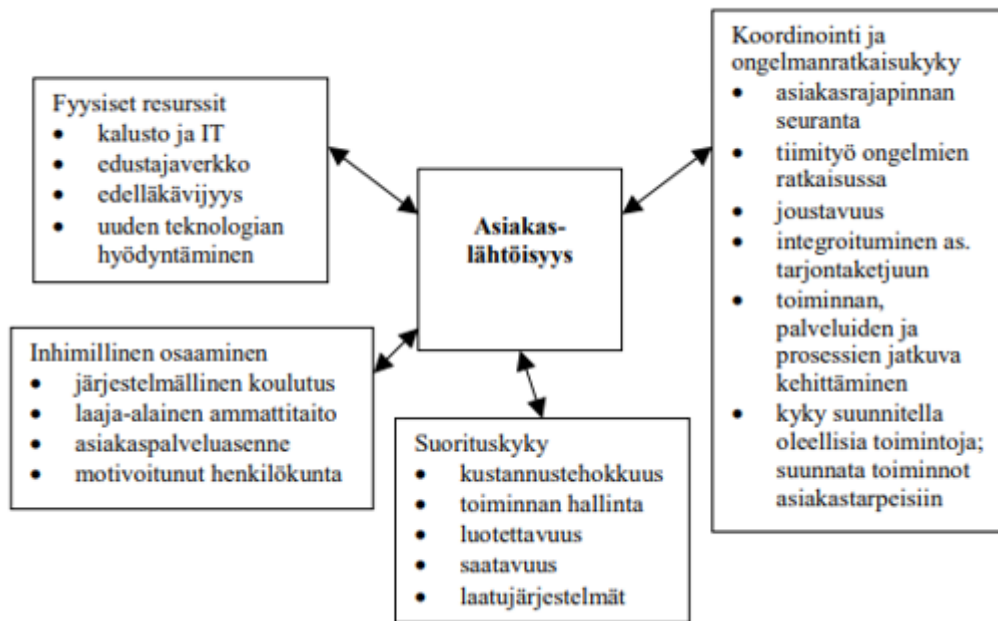 Fyysiset resurssit
• kalusto ja IT
• edustajaverkko
• edelläkävijyys
• uuden teknologian
hyödyntäminen
Inhimillinen osaaminen
• järjestelmällinen koulutus
• laaja-alainen ammattitaito
• asiakaspalveluasenne
• motivoitunut henkilökunta
Asiakas-
lähtöisyys
Suorituskyky
• kustannustehokkuus
• toiminnan hallinta
• luotettavuus
• saatavuus
• laatujärjestelmät
Koordinointi ja
ongelmanratkaisukyky
• asiakasrajapinnan
seuranta
• tiimityö ongelmien
ratkaisussa
• joustavuus
• integroituminen as.
tarjontaketjuun
• toiminnan,
palveluiden ja
prosessien jatkuva
kehittäminen
• kyky suunnitella
oleellisia toimintoja;
suunnata toiminnot
asiakastarpeisiin